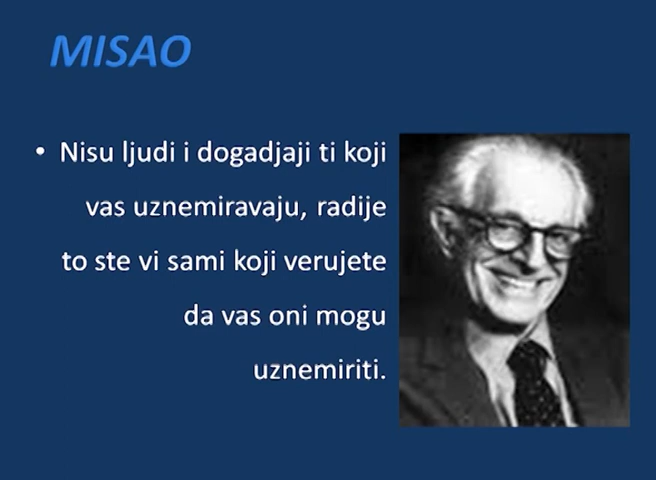 MISAO
• Nisu ljudi i dogadjaji ti koji
vas uznemiravaju, radije
to ste vi sami koji verujete
da vas oni mogu
uznemiriti.